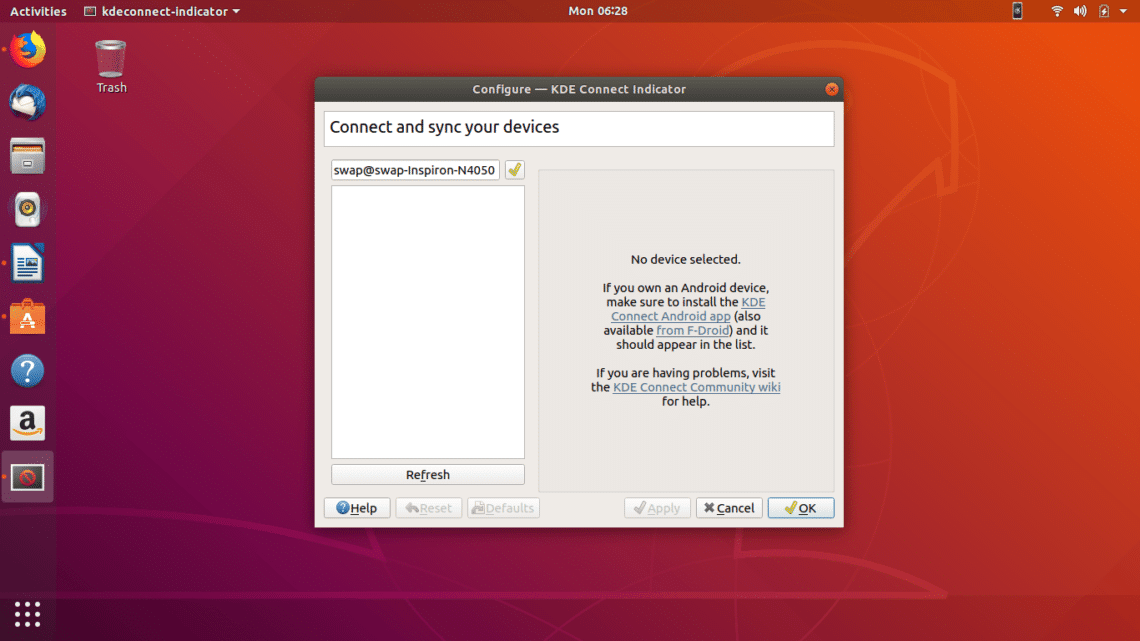 Activities kdeconnect-indicator Mon 06:28
Trash
Configure — KDE Connect Indicator
Connect and sync your devices
swap@swap-Inspiron-N4050
No device selected.
If you own an Android device,
make sure to install the KDE
Connect Android app (also
available from F-Droid) and it
should appear in the list.
If you are having problems, visit
the KDE Connect Community wiki
for help.
Refresh
Help Reset Defaults Apply Cancel OK